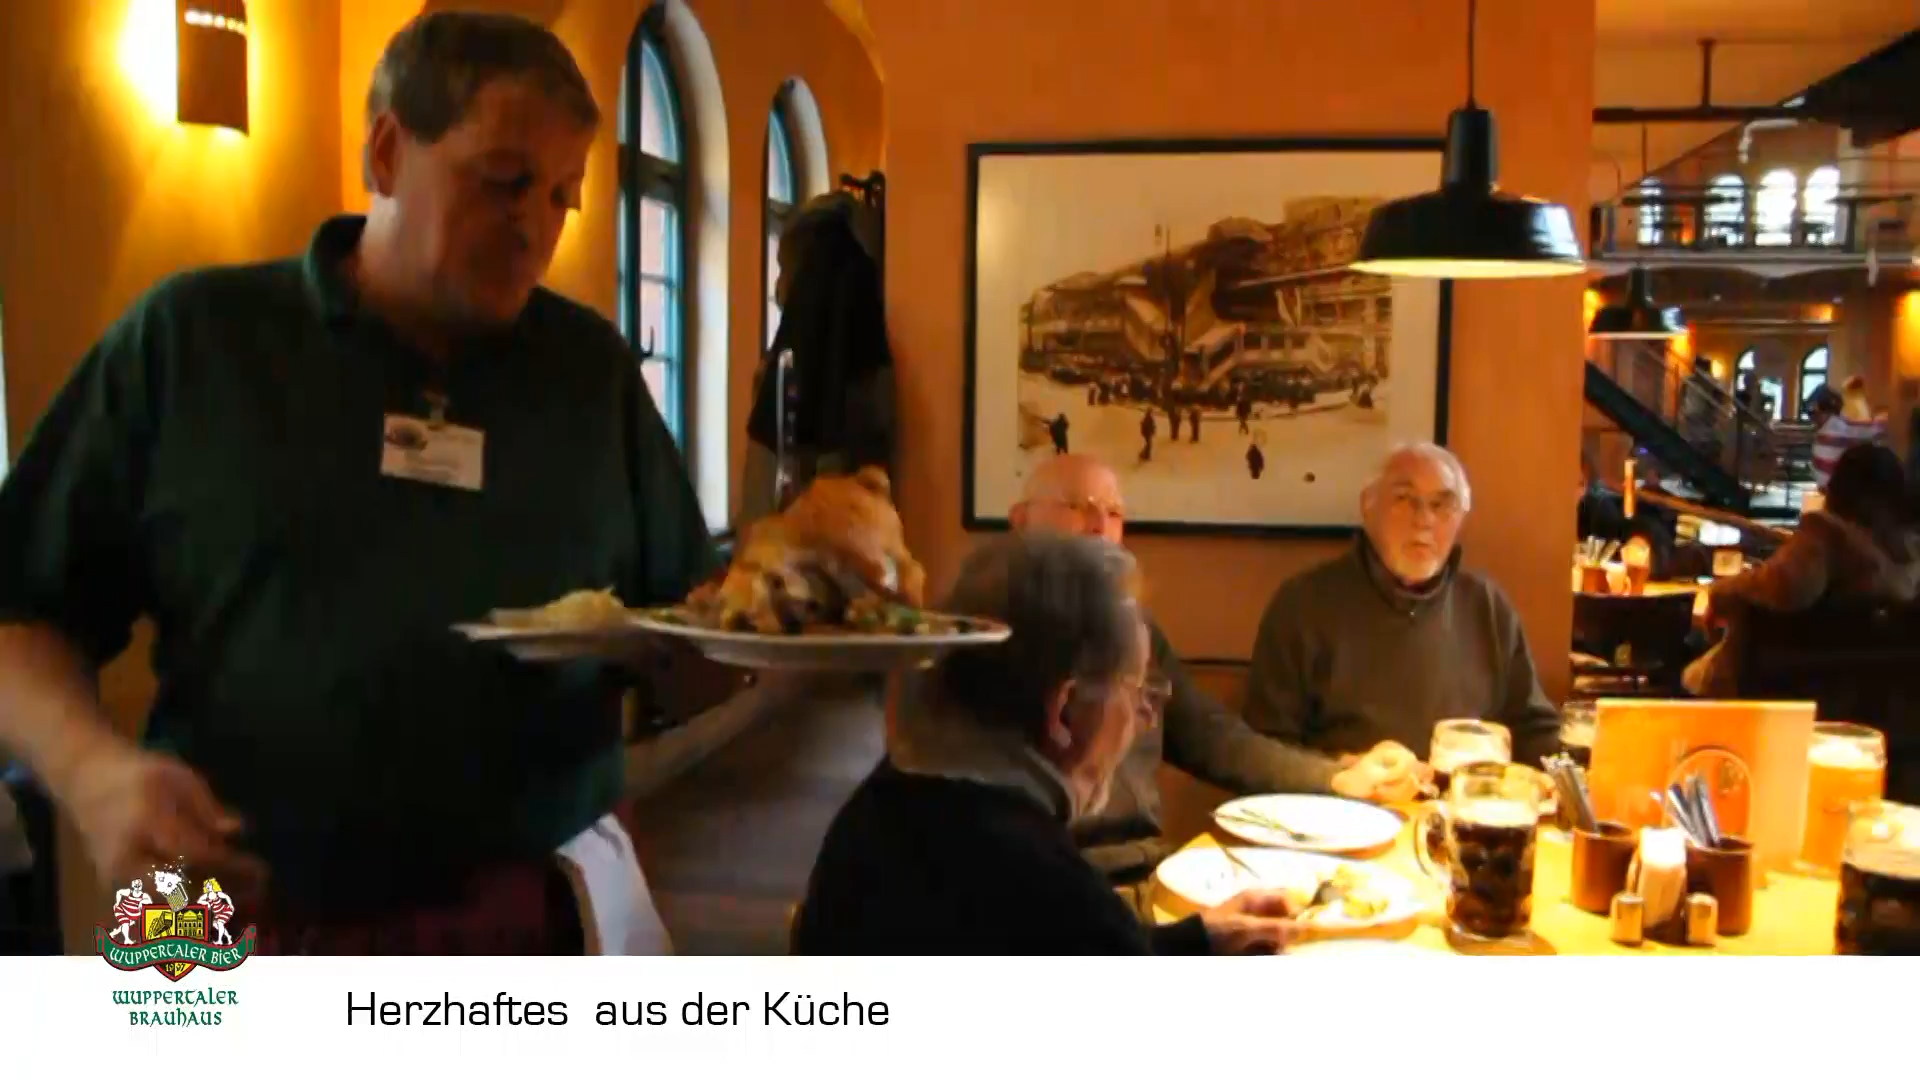 WUPPERTALER BIER
WUPPERTALER
BRAUHAUS
Herzhaftes aus der Küche